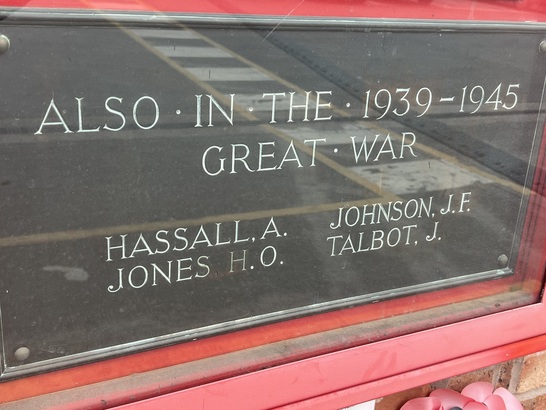 ALSO · IN · THE · 1939-1945
GREAT · WAR
HASSALL, A. JOHNSON, J.F.
JONES H.O. TALBOT, J.